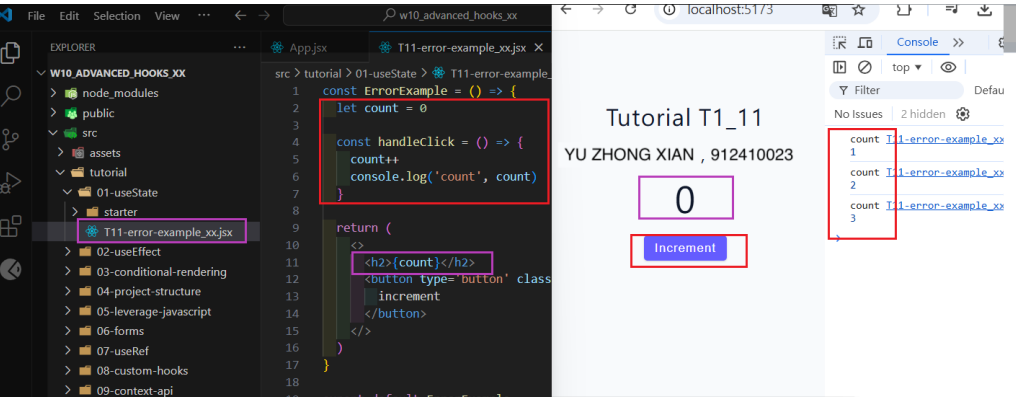 File Edit Selection View ··· w10_advanced_hooks_xx
EXPLORER ···
W10_ADVANCED_HOOKS_XX
node_modules
public
src
assets
tutorial
01-useState
starter
T11-error-example_xx.jsx
02-useEffect
03-conditional-rendering
04-project-structure
05-leverage-javascript
06-forms
07-useRef
08-custom-hooks
09-context-api
App.jsx T11-error-example_xx.jsx
src > tutorial > 01-useState > T11-error-example_
1 const ErrorExample = () => {
2 let count = 0
3
4 const handleClick = () => {
5 count++
6 console.log('count', count)
7 }
8
9 return (
10 <>
11 <h2>{count}</h2>
12 <button type='button' class
13 increment
14 </button>
15 </>
16 )
17 }
18
localhost:5173
Tutorial T1_11
YU ZHONG XIAN , 912410023
0
Increment
Console
top
Filter Defau
No Issues 2 hidden
count T11-error-example_xx
1
count T11-error-example_xx
2
count T11-error-example_xx
3